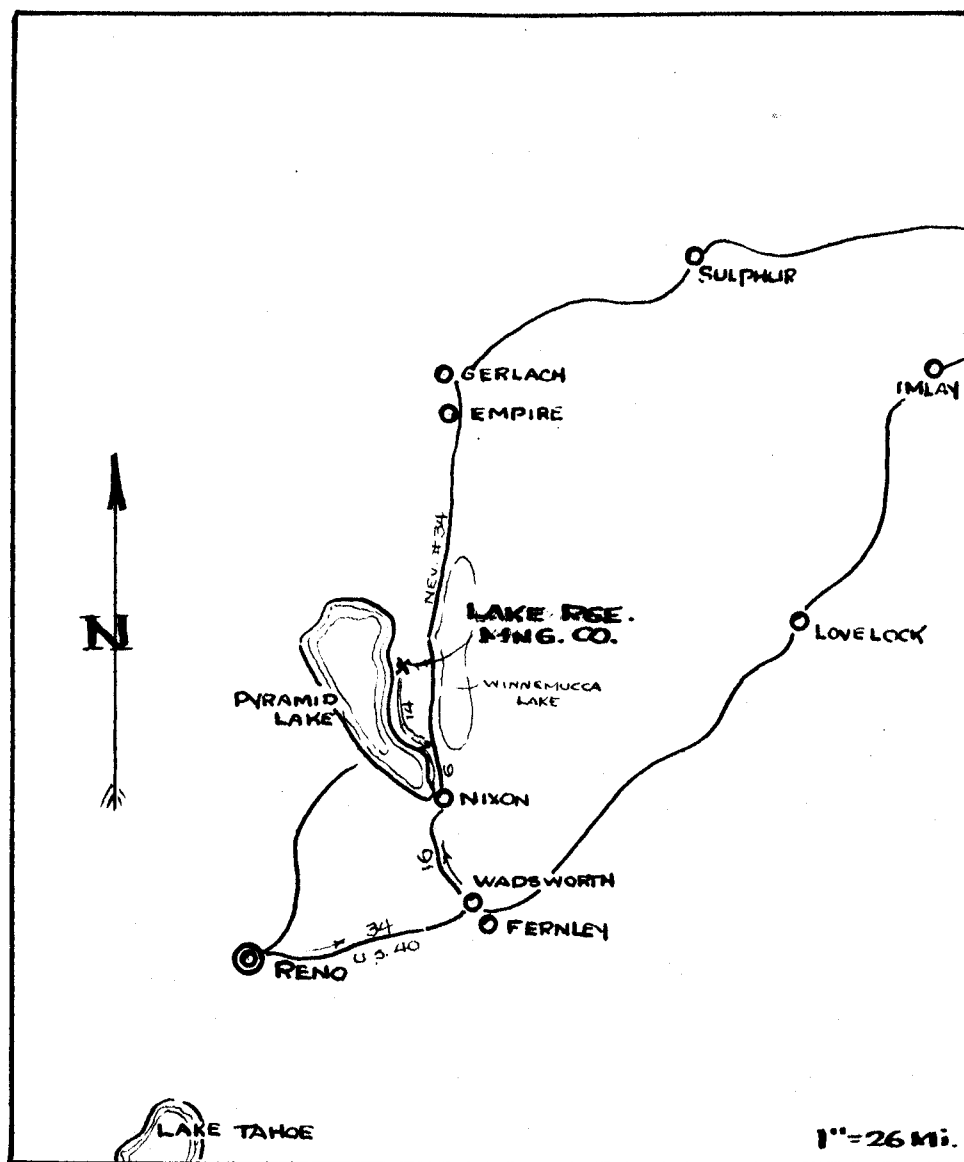 SULPHUR
GERLACH
IMLAY
EMPIRE
NEV. #34
N
LAKE RGE.
MNG. CO.
LOVELOCK
WINNEMUCCA
LAKE
PYRAMID
LAKE
14
6
NIXON
16
WADSWORTH
FERNLEY
34
U.S. 40
RENO
LAKE TAHOE
1"=26 Mi.